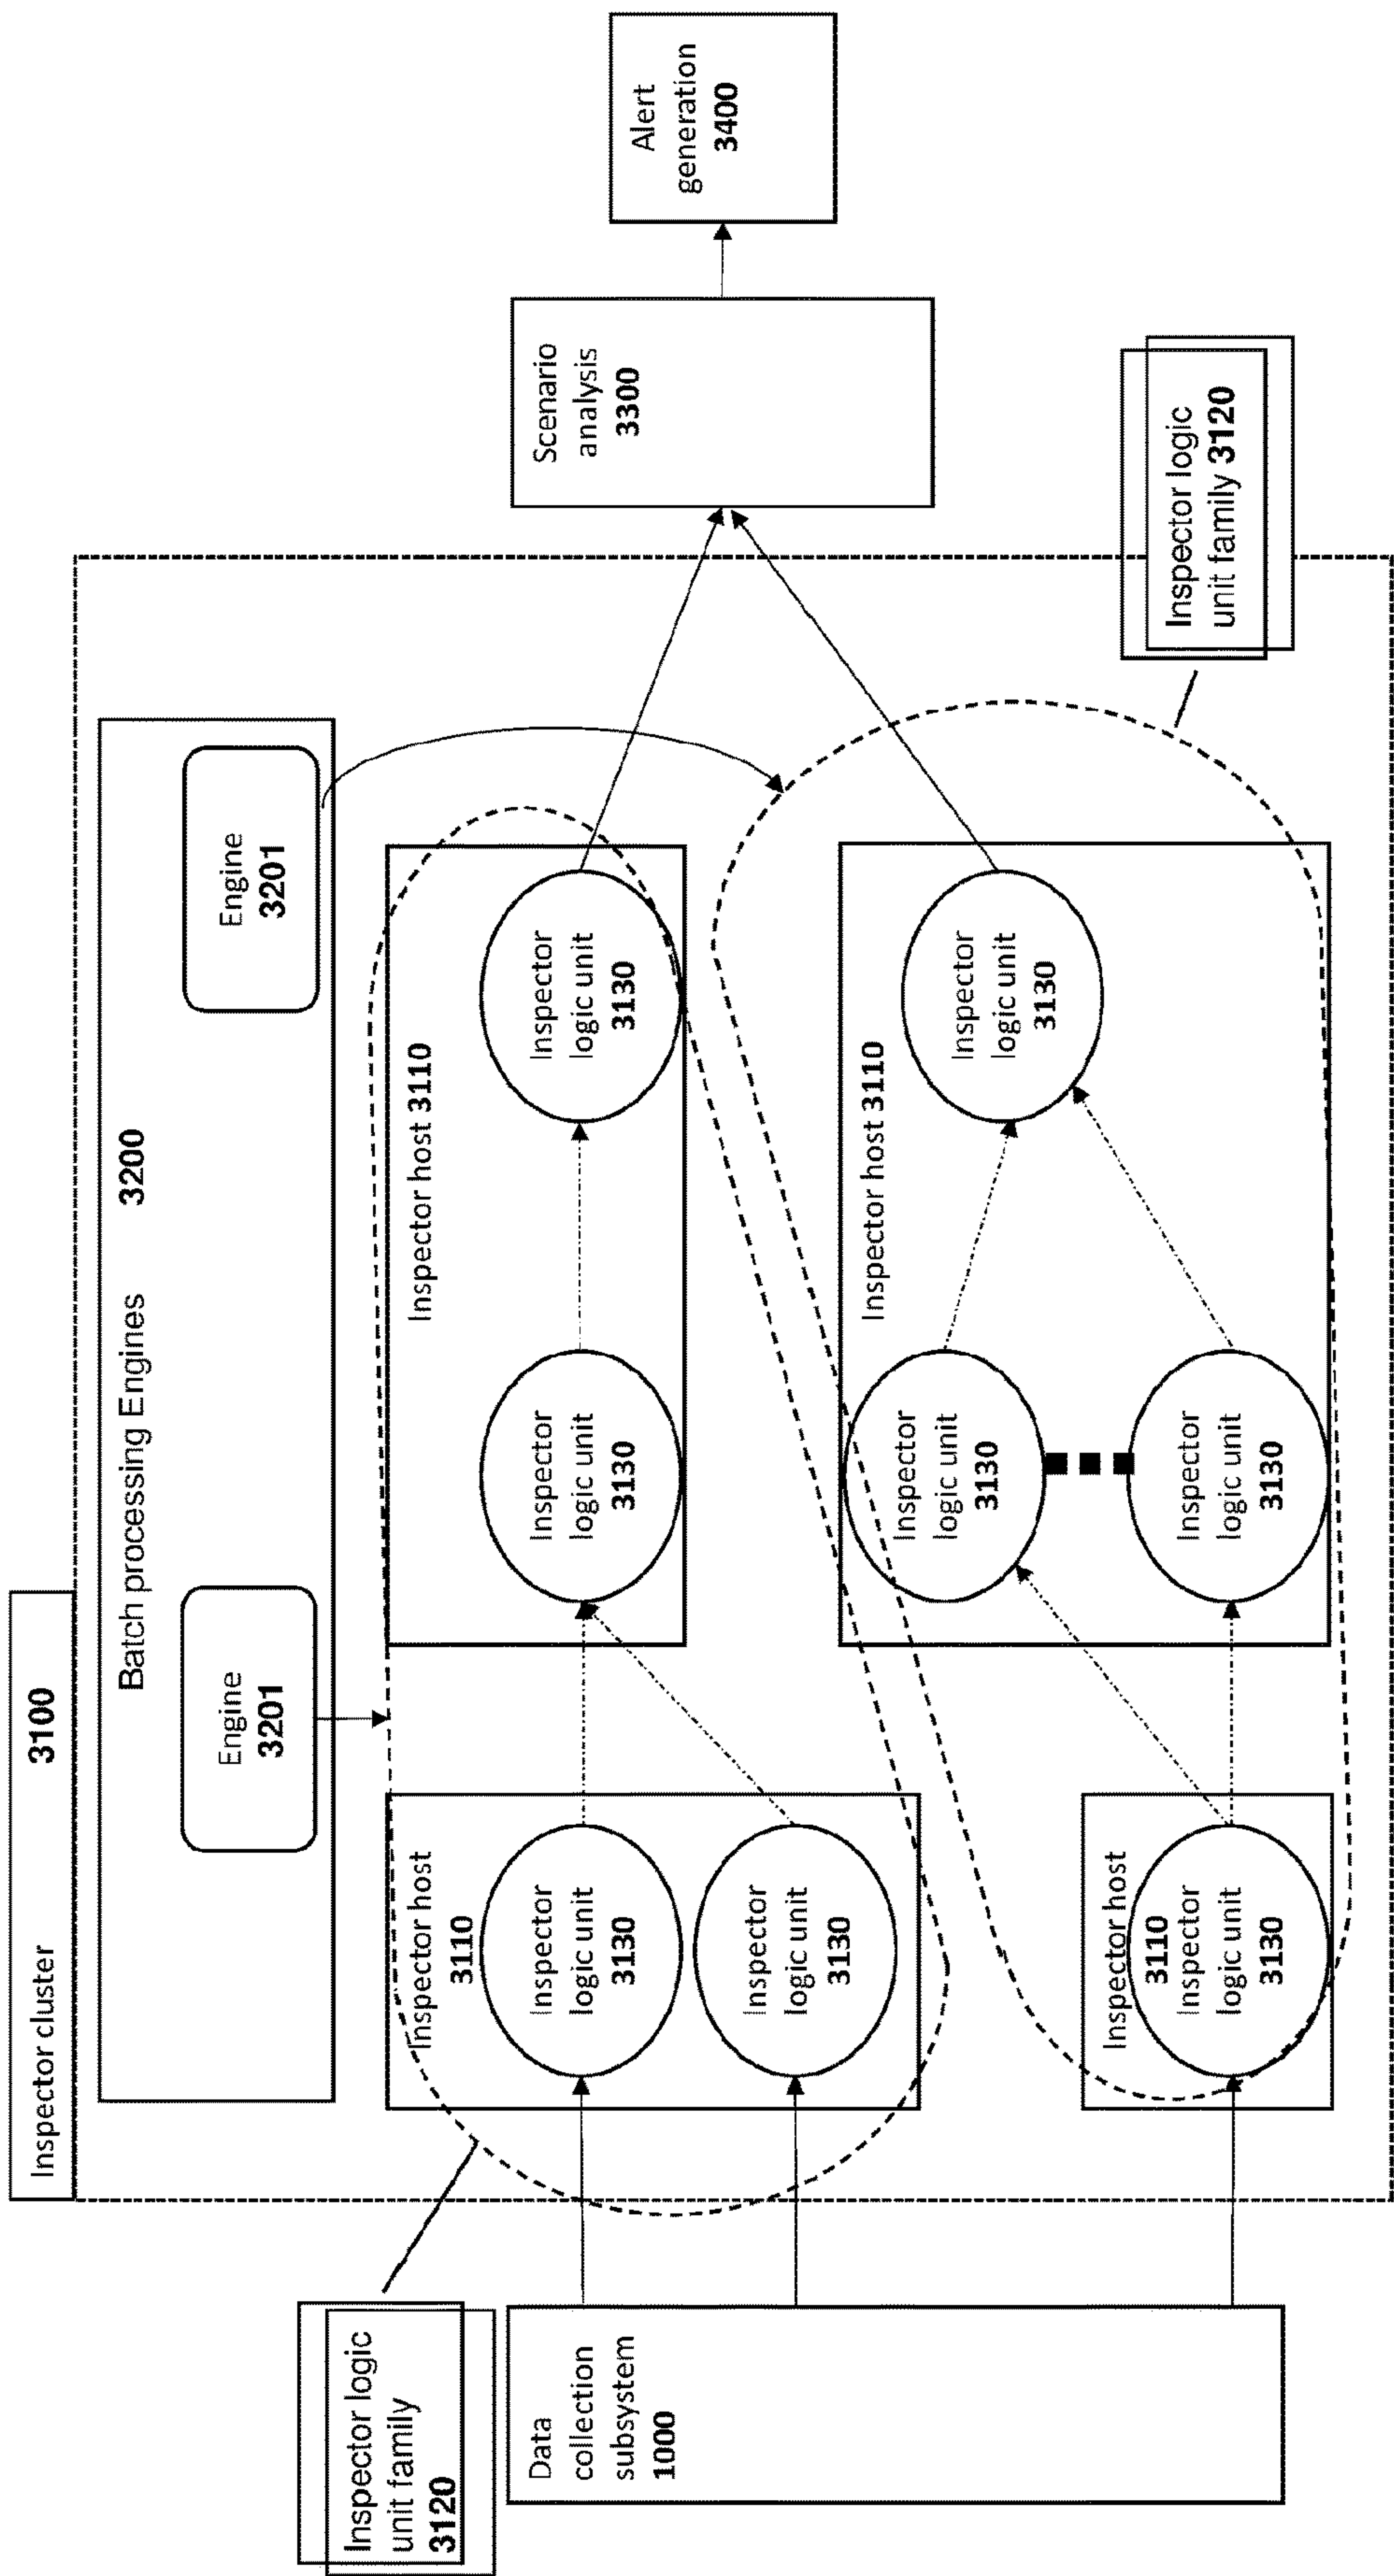 Inspector cluster 3100
Batch processing Engines 3200
Engine
3201
Engine
3201
Inspector logic
unit family
3120
Data
collection
subsystem
1000
Inspector host
3110
Inspector
logic unit
3130
Inspector
logic unit
3130
Inspector host 3110
Inspector
logic unit
3130
Inspector
logic unit
3130
Inspector host
3110
Inspector
logic unit
3130
Inspector host 3110
Inspector
logic unit
3130
Inspector
logic unit
3130
Inspector
logic unit
3130
Inspector logic
unit family 3120
Scenario
analysis
3300
Alert
generation
3400